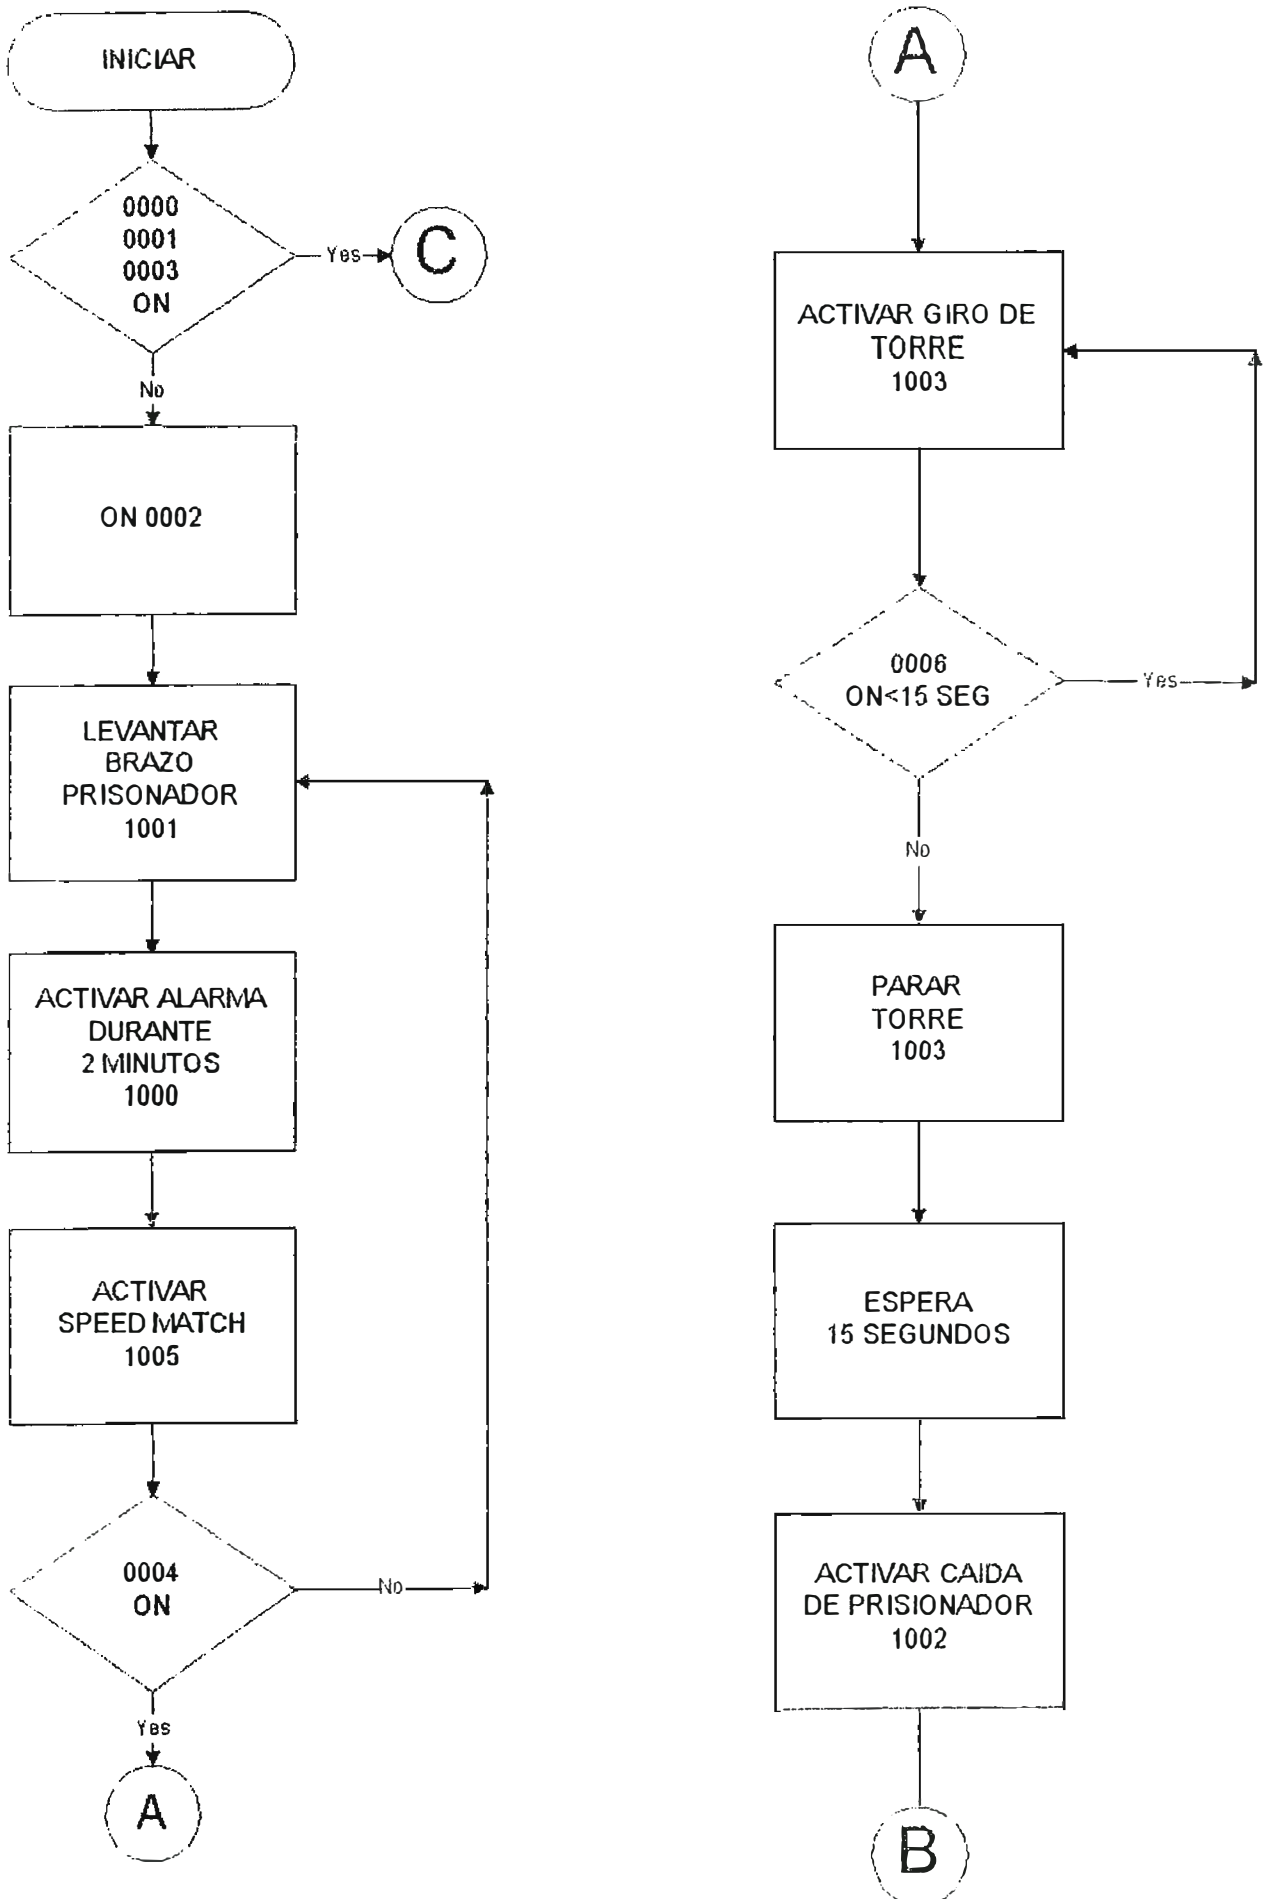 INICIAR
0000
0001
0003
ON
Yes
C
No
ON 0002
LEVANTAR
BRAZO
PRISONADOR
1001
ACTIVAR ALARMA
DURANTE
2 MINUTOS
1000
ACTIVAR
SPEED MATCH
1005
0004
ON
No
Yes
A
A
ACTIVAR GIRO DE
TORRE
1003
0006
ON<15 SEG
Yes
No
PARAR
TORRE
1003
ESPERA
15 SEGUNDOS
ACTIVAR CAIDA
DE PRISIONADOR
1002
B